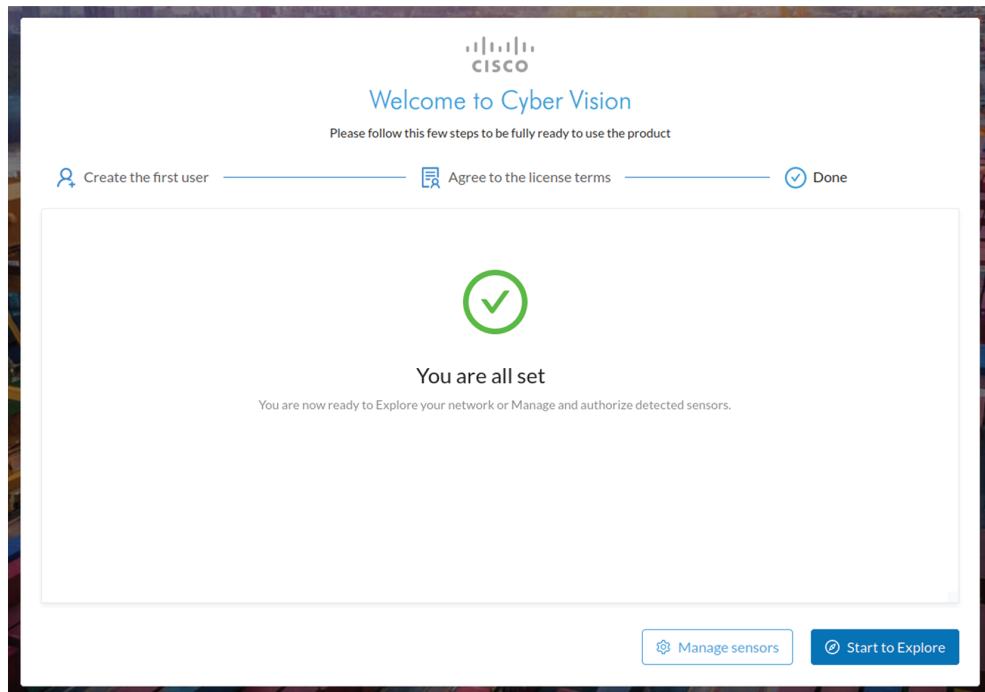 CISCO
Welcome to Cyber Vision
Please follow this few steps to be fully ready to use the product
Create the first user
Agree to the license terms
Done
You are all set
You are now ready to Explore your network or Manage and authorize detected sensors.
Manage sensors
Start to Explore